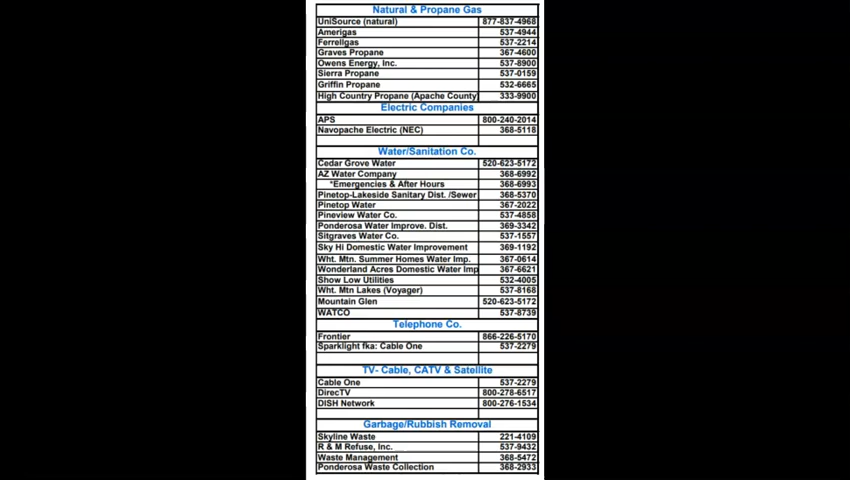 Natural & Propane Gas
UniSource (natural) 877-837-4968
Amerigas 537-4944
Ferrellgas 537-2214
Graves Propane 367-4600
Owens Energy, Inc. 537-8900
Sierra Propane 537-0159
Griffin Propane 532-6665
High Country Propane (Apache County) 333-9900
Electric Companies
APS 800-240-2014
Navopache Electric (NEC) 368-5118
Water/Sanitation Co.
Cedar Grove Water 520-623-5172
AZ Water Company 368-6992
*Emergencies & After Hours 368-6993
Pinetop-Lakeside Sanitary Dist. /Sewer 368-5370
Pinetop Water 367-2022
Pineview Water Co. 537-4858
Ponderosa Water Improve. Dist. 369-3342
Sitgraves Water Co. 537-1557
Sky Hi Domestic Water Improvement 369-1192
Wht. Mtn. Summer Homes Water Imp. 367-0614
Wonderland Acres Domestic Water Imp 367-6621
Show Low Utilities 532-4005
Wht. Mtn Lakes (Voyager) 537-8168
Mountain Glen 520-623-5172
WATCO 537-8739
Telephone Co.
Frontier 866-226-5170
Sparklight fka: Cable One 537-2279
TV- Cable, CATV & Satellite
Cable One 537-2279
DirecTV 800-278-6517
DISH Network 800-276-1534
Garbage/Rubbish Removal
Skyline Waste 221-4109
R & M Refuse, Inc. 537-9432
Waste Management 368-5472
Ponderosa Waste Collection 368-2933